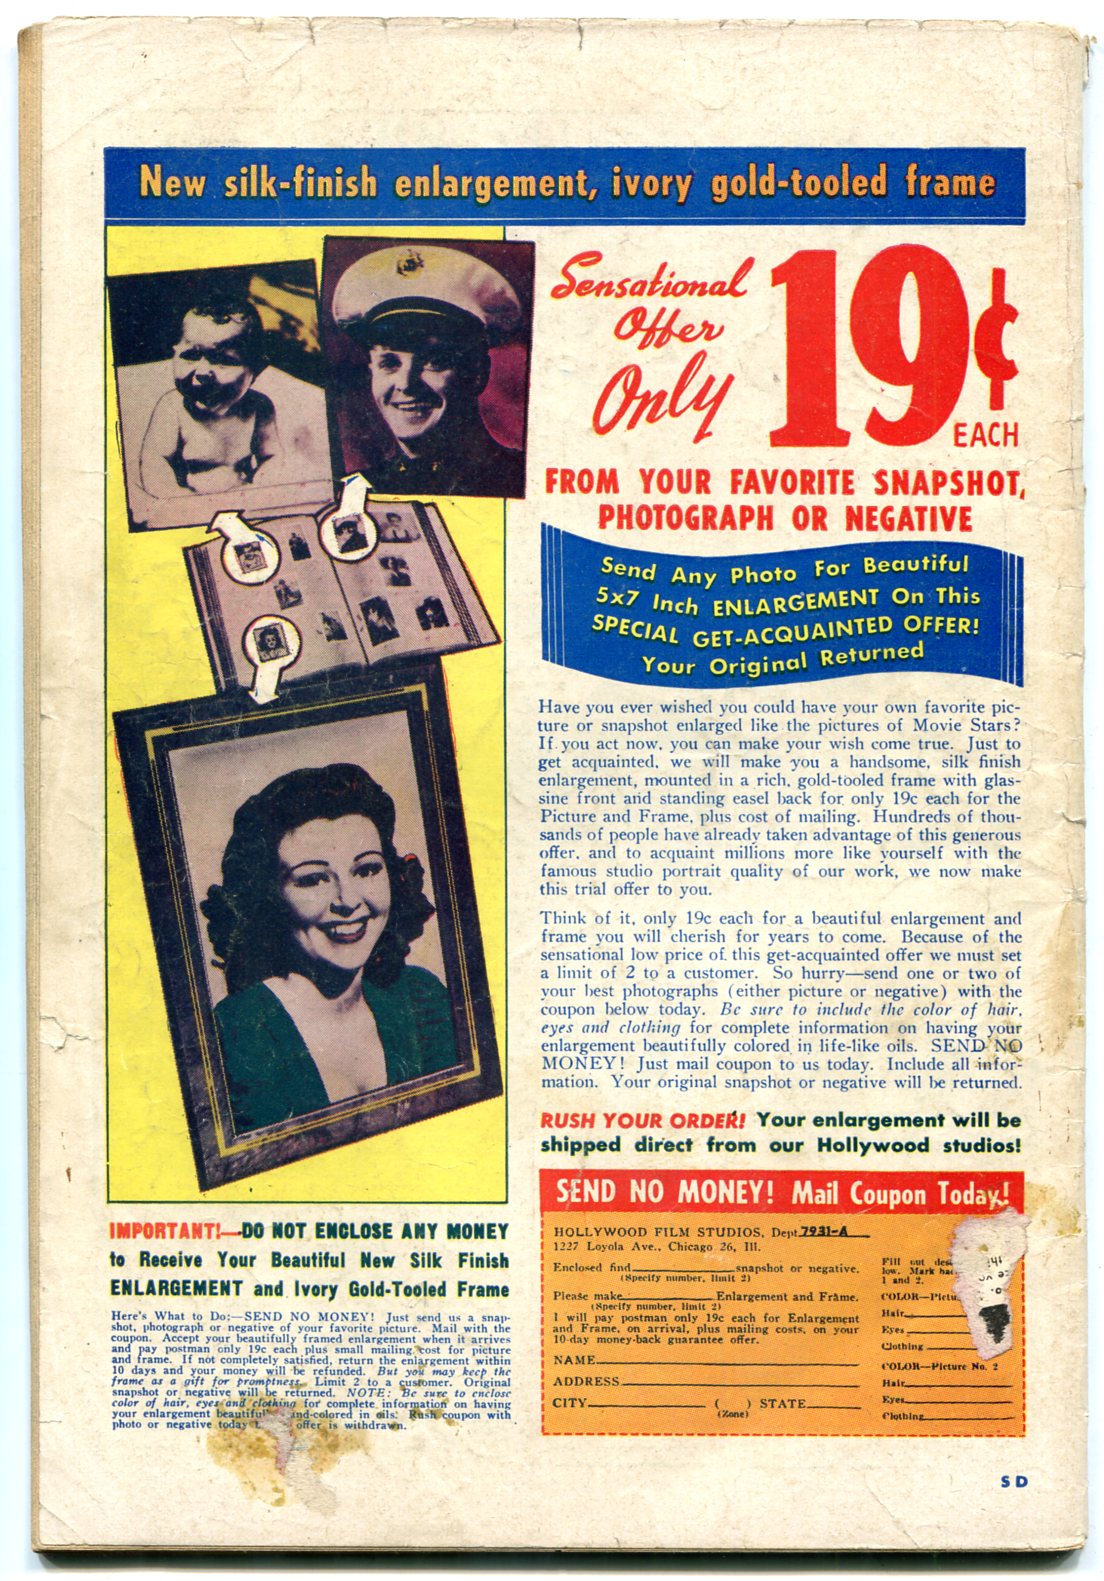 New silk-finish enlargement, ivory gold-tooled frame
Sensational
Offer
Only
19¢
EACH
FROM YOUR FAVORITE SNAPSHOT,
PHOTOGRAPH OR NEGATIVE
Send Any Photo For Beautiful
5x7 Inch ENLARGEMENT On This
SPECIAL GET-ACQUAINTED OFFER!
Your Original Returned
Have you ever wished you could have your own favorite pic-
ture or snapshot enlarged like the pictures of Movie Stars?
If you act now, you can make your wish come true. Just to
get acquainted, we will make you a handsome, silk finish
enlargement, mounted in a rich, gold-tooled frame with glas-
sine front and standing easel back for only 19c each for the
Picture and Frame, plus cost of mailing. Hundreds of thou-
sands of people have already taken advantage of this generous
offer, and to acquaint millions more like yourself with the
famous studio portrait quality of our work, we now make
this trial offer to you.
Think of it, only 19c each for a beautiful enlargement and
frame you will cherish for years to come. Because of the
sensational low price of this get-acquainted offer we must set
a limit of 2 to a customer. So hurry—send one or two of
your best photographs (either picture or negative) with the
coupon below today. Be sure to include the color of hair,
eyes and clothing for complete information on having your
enlargement beautifully colored in life-like oils. SEND NO
MONEY! Just mail coupon to us today. Include all infor-
mation. Your original snapshot or negative will be returned.
RUSH YOUR ORDER! Your enlargement will be
shipped direct from our Hollywood studios!
IMPORTANT!—DO NOT ENCLOSE ANY MONEY
to Receive Your Beautiful New Silk Finish
ENLARGEMENT and Ivory Gold-Tooled Frame
Here's What to Do:—SEND NO MONEY! Just send us a snap-
shot, photograph or negative of your favorite picture. Mail with the
coupon. Accept your beautifully framed enlargement when it arrives
and pay postman only 19c each plus small mailing cost for picture
and frame. If not completely satisfied, return the enlargement within
10 days and your money will be refunded. But you may keep the
frame as a gift for promptness. Limit 2 to a customer. Original
snapshot or negative will be returned. NOTE: Be sure to enclose
color of hair, eyes and clothing for complete information on having
your enlargement beautiful and-colored in oils. Rush coupon with
photo or negative today offer is withdrawn.
SEND NO MONEY! Mail Coupon Today!
HOLLYWOOD FILM STUDIOS, Dept 7931-A
1227 Loyola Ave., Chicago 26, Ill.
Enclosed find snapshot or negative.
(Specify number, limit 2)
Please make Enlargement and Frame.
(Specify number, limit 2)
I will pay postman only 19c each for Enlargement
and Frame, on arrival, plus mailing costs, on your
10-day money-back guarantee offer.
NAME
ADDRESS
CITY ( ) STATE
(Zone)
Fill out des
low. Mark ba
1 and 2.
COLOR—Pictu
Hair
Eyes
Clothing
COLOR—Picture No. 2
Hair
Eyes
Clothing
S D